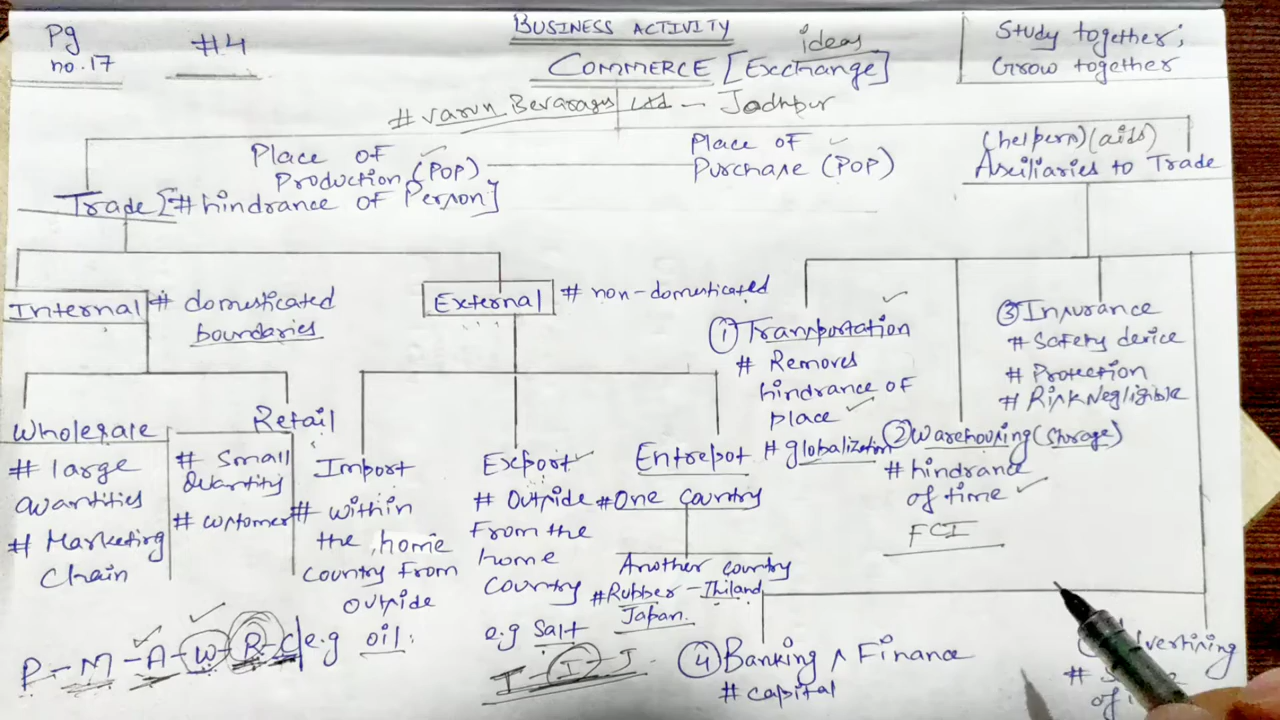 Pg
no. 17
#4
BUSINESS ACTIVITY
ideas
COMMERCE [Exchange]
Study together;
Grow together
# varun Bevarages Ltd - Jodhpur
Place of
Production (POP)
Place of
Purchase (POP)
(helpers) (aids)
Auxiliaries to Trade
Trade [# hindrance of Person]
Internal
# domesticated
boundaries
External
# non-domesticated
Wholesale
# large
quantities
# Marketing
Chain
Retail
# Small
Quantity
# customer
Import
# within
the home
country from
outside
e.g oil.
Export
# Outside
From the
home
country
e.g Salt
Entrepot
# One country
Another country
# Rubber - Thiland
Japan.
I - I - J
P - M - A - W - R - C
① Transportation
# Removes
hindrance of
place
# globalization
② Warehousing (Storage)
# hindrance
of time
FCI
③ Insurance
# Safety device
# Protection
# Risk Negligible
④ Banking & Finance
# capital
vertising
#
of